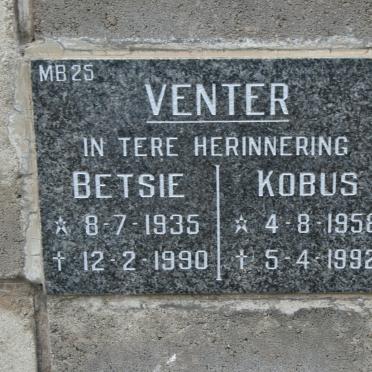 MB25
VENTER
IN TERE HERINNERING
BETSIE KOBUS
☆ 8-7-1935 ☆ 4-8-1958
† 12-2-1990 † 5-4-1992